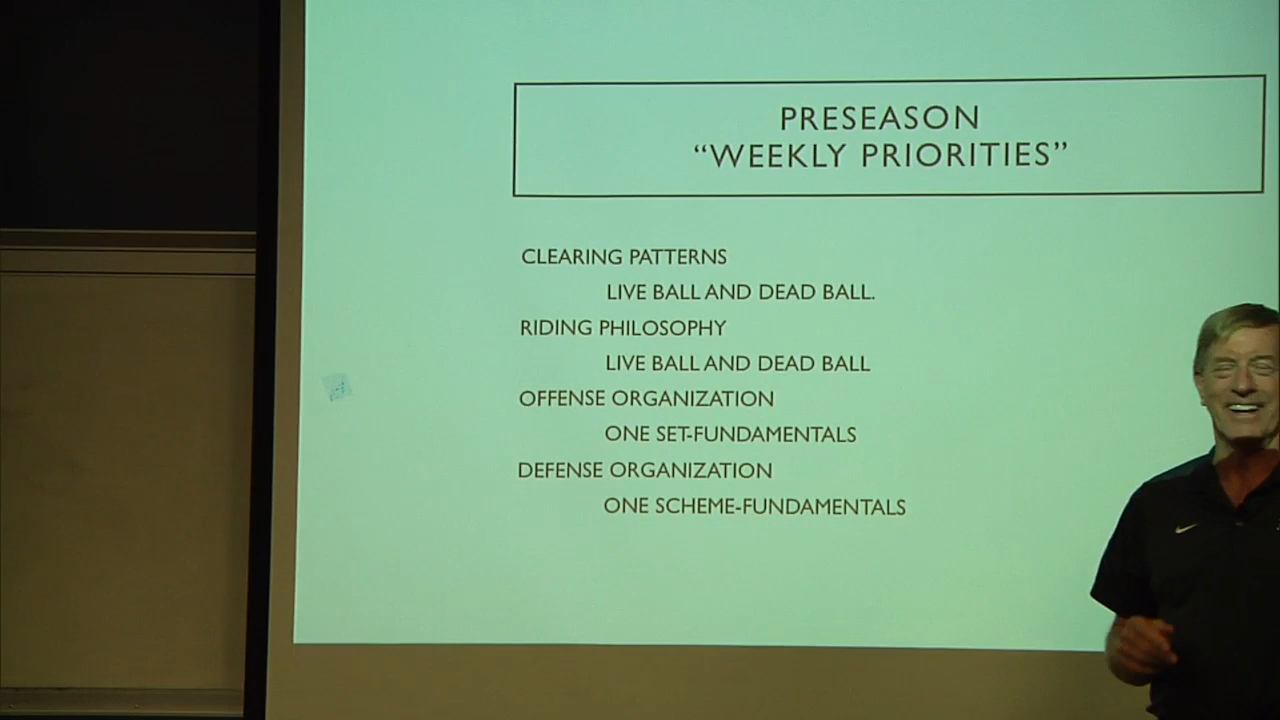 PRESEASON
“WEEKLY PRIORITIES”
CLEARING PATTERNS
LIVE BALL AND DEAD BALL.
RIDING PHILOSOPHY
LIVE BALL AND DEAD BALL
OFFENSE ORGANIZATION
ONE SET-FUNDAMENTALS
DEFENSE ORGANIZATION
ONE SCHEME-FUNDAMENTALS